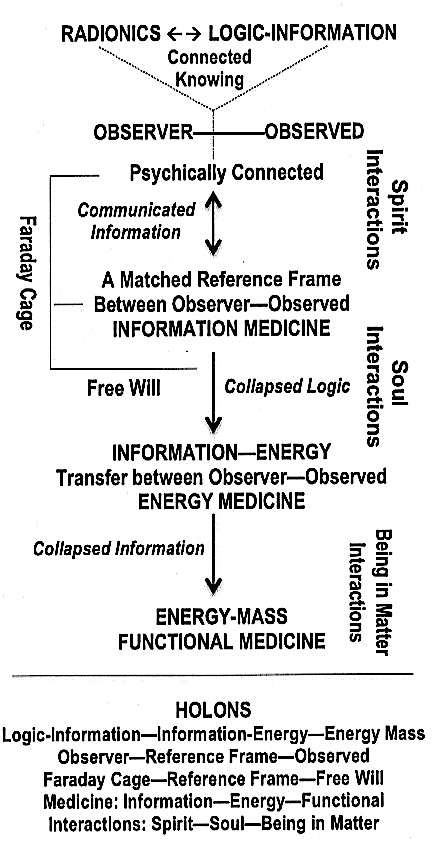 RADIONICS ←→ LOGIC-INFORMATION
Connected
Knowing
OBSERVER—OBSERVED
Psychically Connected
Communicated
Information
Spirit
Interactions
Faraday Cage
A Matched Reference Frame
Between Observer—Observed
INFORMATION MEDICINE
Soul
Interactions
Free Will
Collapsed Logic
INFORMATION—ENERGY
Transfer between Observer—Observed
ENERGY MEDICINE
Collapsed Information
Being in Matter
Interactions
ENERGY-MASS
FUNCTIONAL MEDICINE
HOLONS
Logic-Information—Information-Energy—Energy Mass
Observer—Reference Frame—Observed
Faraday Cage—Reference Frame—Free Will
Medicine: Information—Energy—Functional
Interactions: Spirit—Soul—Being in Matter